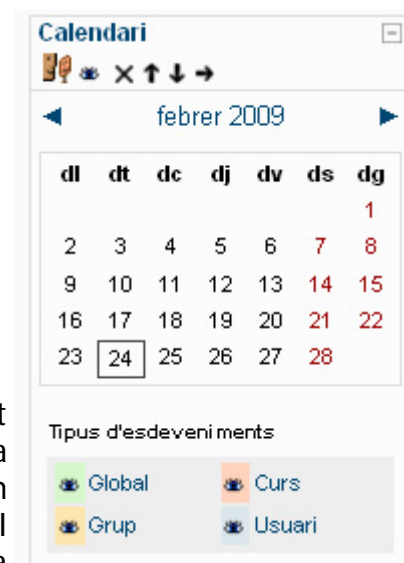 Calendari
febrer 2009
dl dt dc dj dv ds dg
1
2 3 4 5 6 7 8
9 10 11 12 13 14 15
16 17 18 19 20 21 22
23 24 25 26 27 28
Tipus d'esdeveniments
Global Curs
Grup Usuari